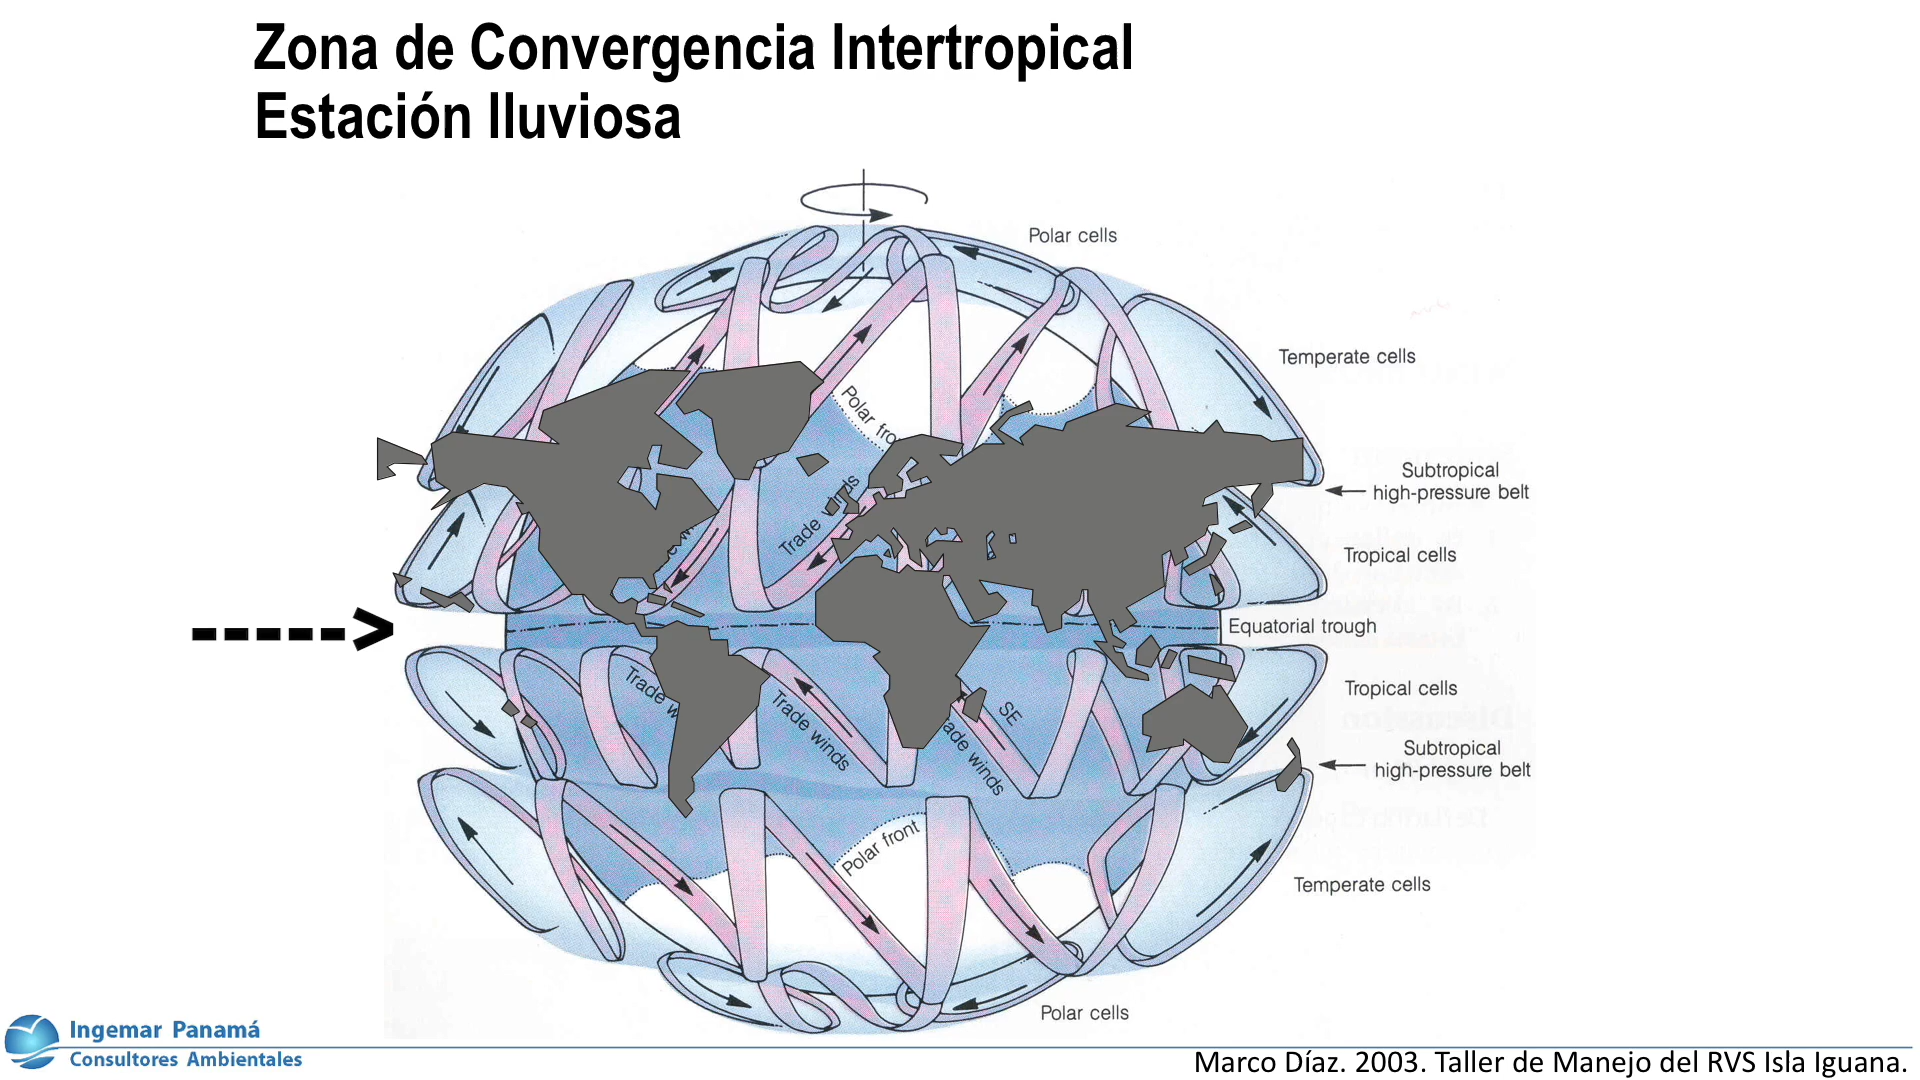 Zona de Convergencia Intertropical
Estación lluviosa
Polar cells
Temperate cells
Polar
Subtropical
high-pressure belt
Trade
Tropical cells
Equatorial trough
Trade
Trade winds
SE
winds
Tropical cells
Subtropical
high-pressure belt
Polar front
Temperate cells
Polar cells
Ingemar Panamá
Consultores Ambientales
Marco Díaz. 2003. Taller de Manejo del RVS Isla Iguana.